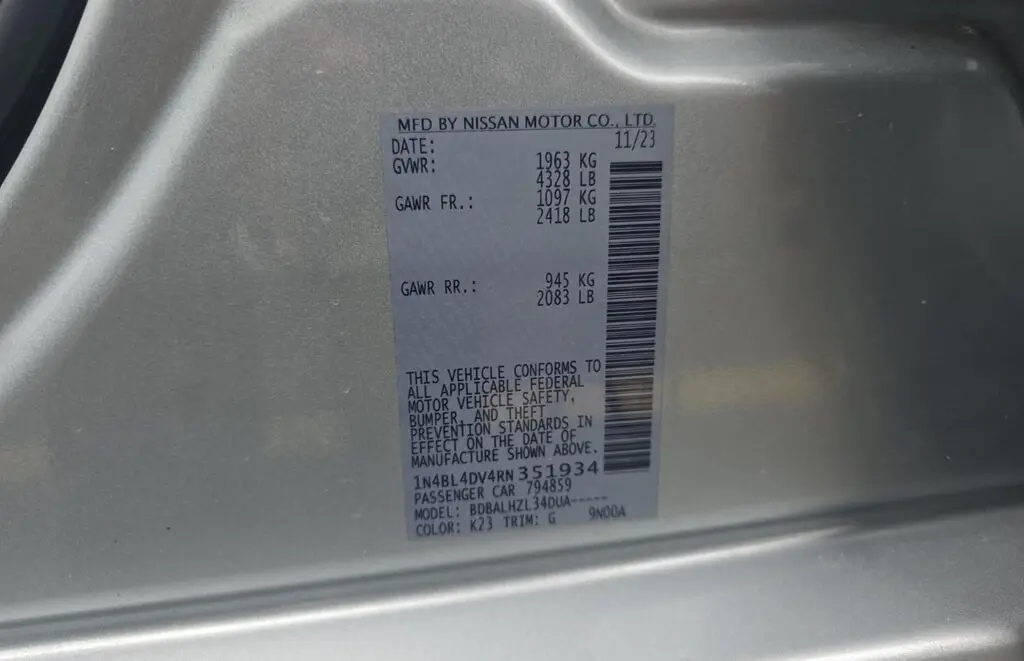 MFD BY NISSAN MOTOR CO., LTD.
DATE: 11/23
GVWR: 1963 KG
4328 LB
GAWR FR.: 1097 KG
2418 LB
GAWR RR.: 945 KG
2083 LB
THIS VEHICLE CONFORMS TO
ALL APPLICABLE FEDERAL
MOTOR VEHICLE SAFETY,
BUMPER, AND THEFT
PREVENTION STANDARDS IN
EFFECT ON THE DATE OF
MANUFACTURE SHOWN ABOVE.
1N4BL4DV4RN351934
PASSENGER CAR 794859
MODEL: BDBALHZL34DUA-----
COLOR: K23 TRIM: G 9N00A